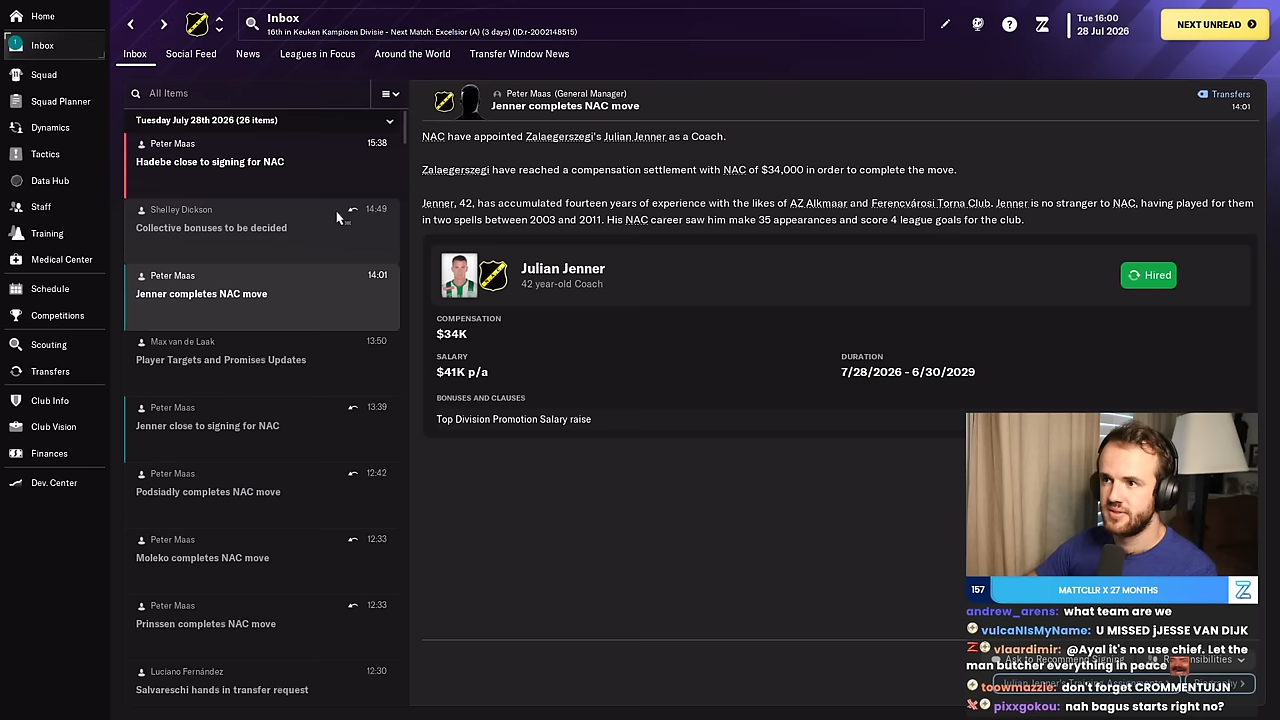 Home
Inbox
Squad
Squad Planner
Dynamics
Tactics
Data Hub
Staff
Training
Medical Center
Schedule
Competitions
Scouting
Transfers
Club Info
Club Vision
Finances
Dev. Center
Inbox
16th in Keuken Kampioen Divisie - Next Match: Excelsior (A) (3 days) (ID:r-2002148515)
Tue 16:00
28 Jul 2026
NEXT UNREAD
Inbox
Social Feed
News
Leagues in Focus
Around the World
Transfer Window News
All Items
Tuesday July 28th 2026 (26 items)
Peter Maas 15:38
Hadebe close to signing for NAC
Shelley Dickson 14:49
Collective bonuses to be decided
Peter Maas 14:01
Jenner completes NAC move
Max van de Laak 13:50
Player Targets and Promises Updates
Peter Maas 13:39
Jenner close to signing for NAC
Peter Maas 12:42
Podsiadly completes NAC move
Peter Maas 12:33
Moleko completes NAC move
Peter Maas 12:33
Prinssen completes NAC move
Luciano Fernández 12:30
Salvareschi hands in transfer request
Peter Maas (General Manager)
Jenner completes NAC move
Transfers
14:01
NAC have appointed Zalaegerszegi's Julian Jenner as a Coach.
Zalaegerszegi have reached a compensation settlement with NAC of $34,000 in order to complete the move.
Jenner, 42, has accumulated fourteen years of experience with the likes of AZ Alkmaar and Ferencvárosi Torna Club. Jenner is no stranger to NAC, having played for them
in two spells between 2003 and 2011. His NAC career saw him make 35 appearances and score 4 league goals for the club.
Julian Jenner
42 year-old Coach
Hired
COMPENSATION
$34K
SALARY
$41K p/a
DURATION
7/28/2026 - 6/30/2029
BONUSES AND CLAUSES
Top Division Promotion Salary raise
157
MATTCLLR X 27 MONTHS
andrew_arens: what team are we
vulcaNIsMyName: U MISSED jJESSE VAN DIJK
vlaardimir: @Ayal it's no use chief. Let the
man butcher everything in peace
Ask to Recommend Signing
toowmazzie: don't forget CROMMENTUIJN
pixxgokou: nah bagus starts right no?